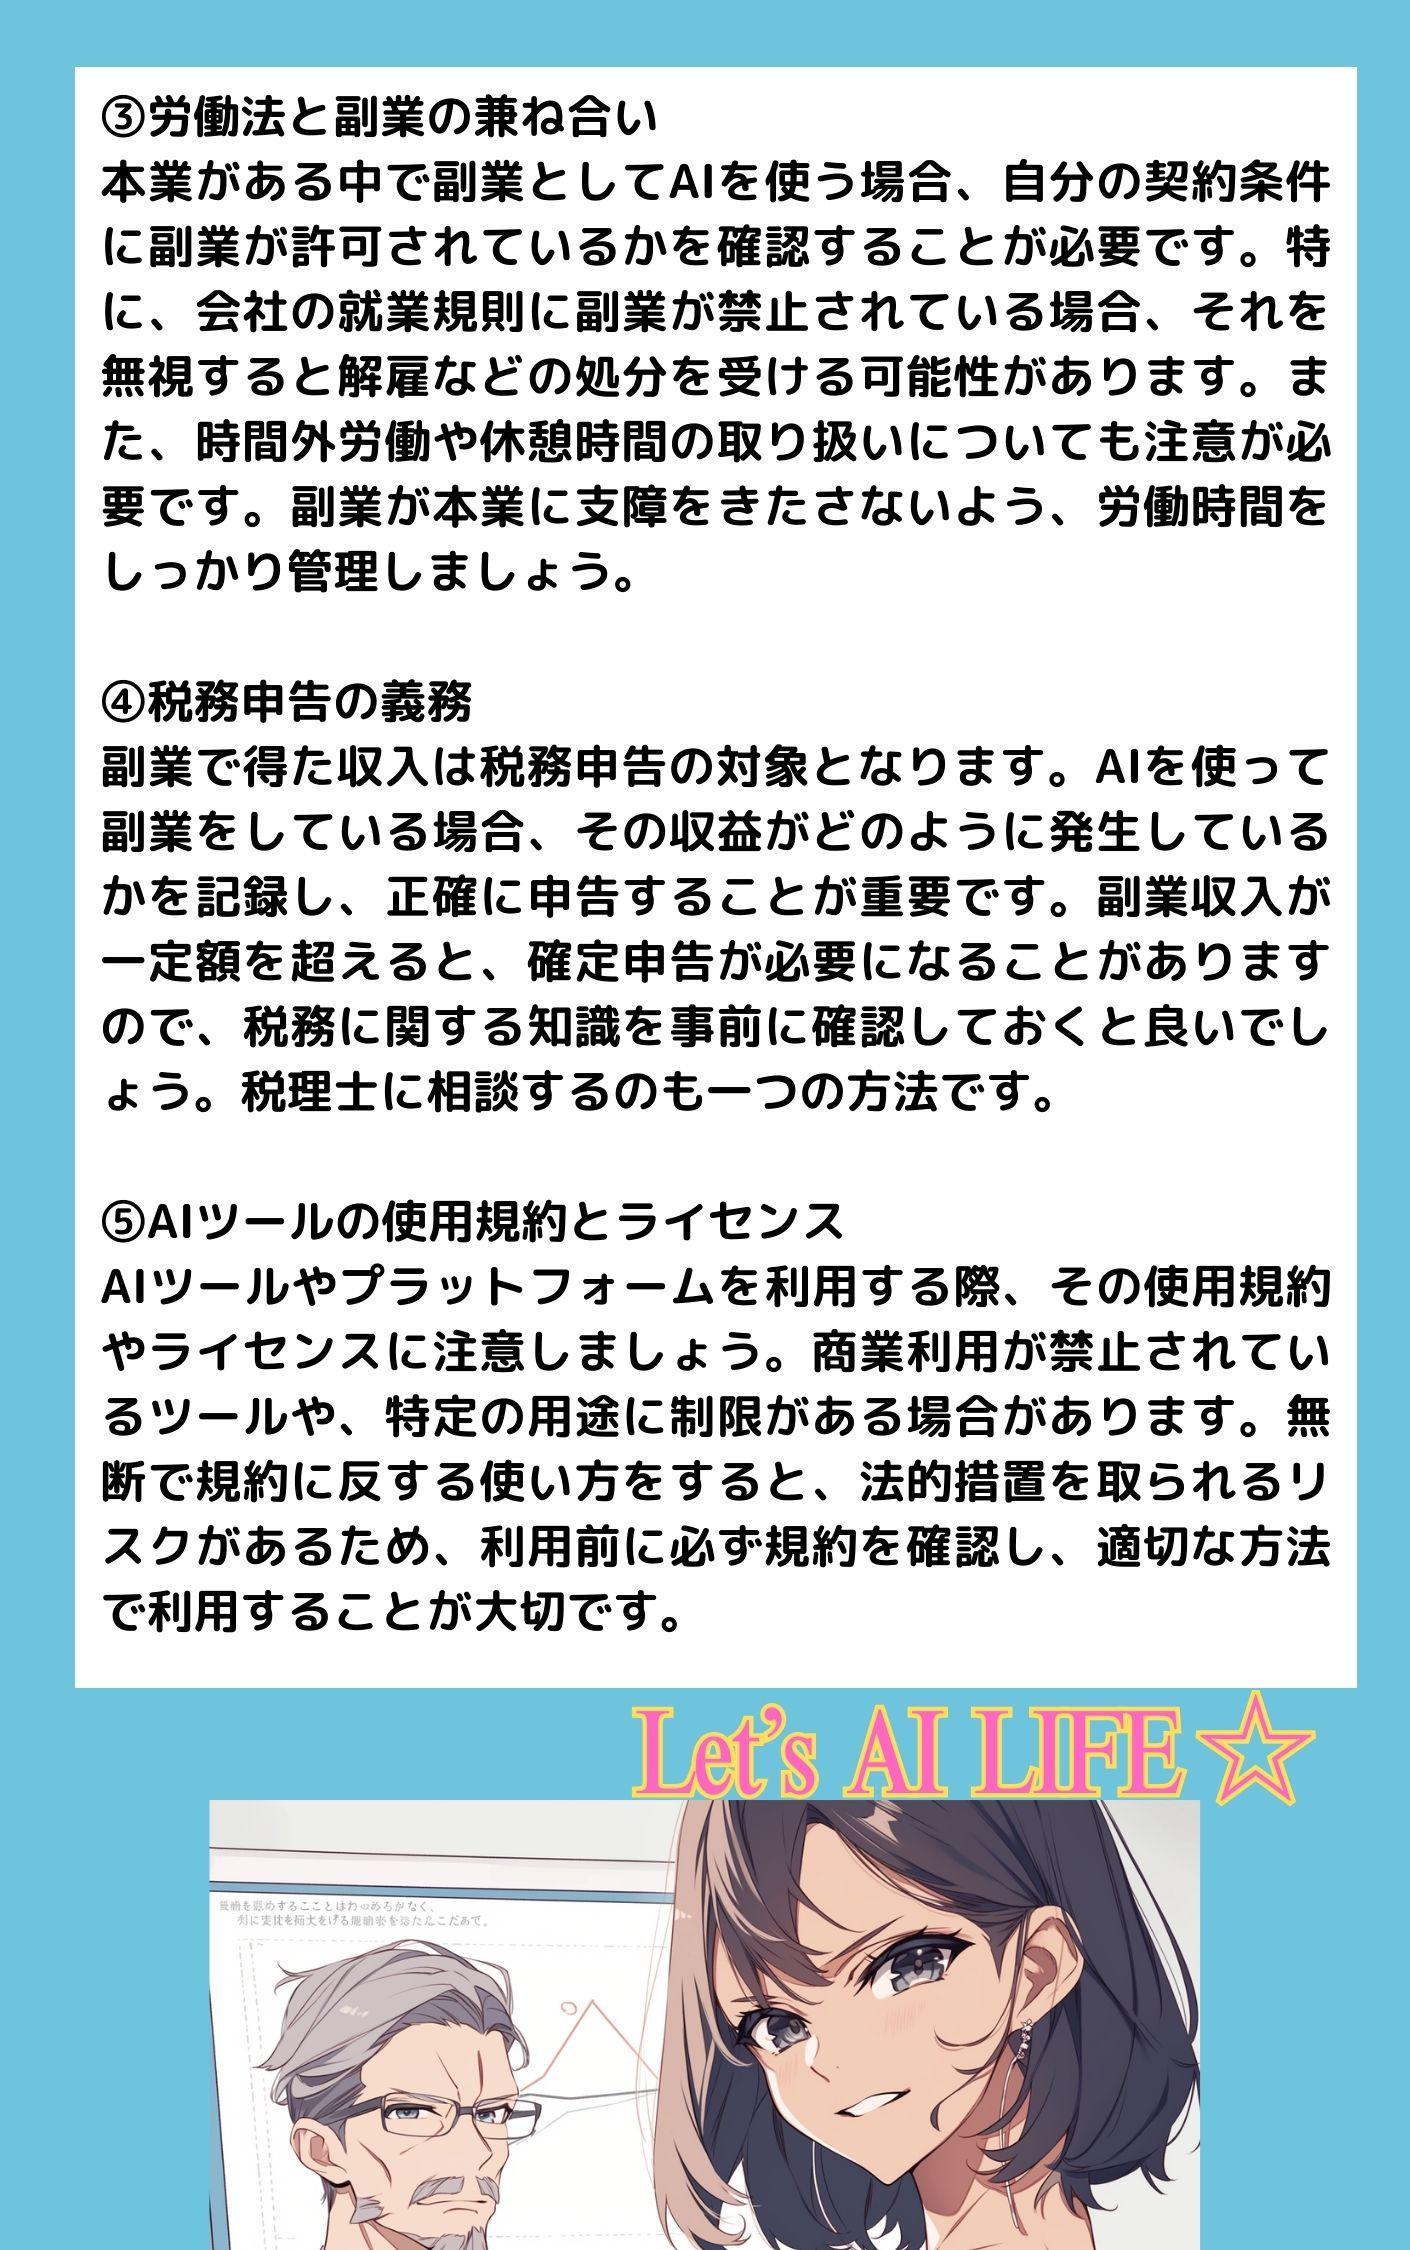 ③労働法と副業の兼ね合い
本業がある中で副業としてAIを使う場合、自分の契約条件
に副業が許可されているかを確認することが必要です。特
に、会社の就業規則に副業が禁止されている場合、それを
無視すると解雇などの処分を受ける可能性があります。ま
た、時間外労働や休憩時間の取り扱いについても注意が必
要です。副業が本業に支障をきたさないよう、労働時間を
しっかり管理しましょう。
④税務申告の義務
副業で得た収入は税務申告の対象となります。AIを使って
副業をしている場合、その収益がどのように発生している
かを記録し、正確に申告することが重要です。副業収入が
一定額を超えると、確定申告が必要になることがあります
ので、税務に関する知識を事前に確認しておくと良いでし
ょう。税理士に相談するのも一つの方法です。
⑤AIツールの使用規約とライセンス
AIツールやプラットフォームを利用する際、その使用規約
やライセンスに注意しましょう。商業利用が禁止されてい
るツールや、特定の用途に制限がある場合があります。無
断で規約に反する使い方をすると、法的措置を取られるリ
スクがあるため、利用前に必ず規約を確認し、適切な方法
で利用することが大切です。
Let's AI LIFE☆